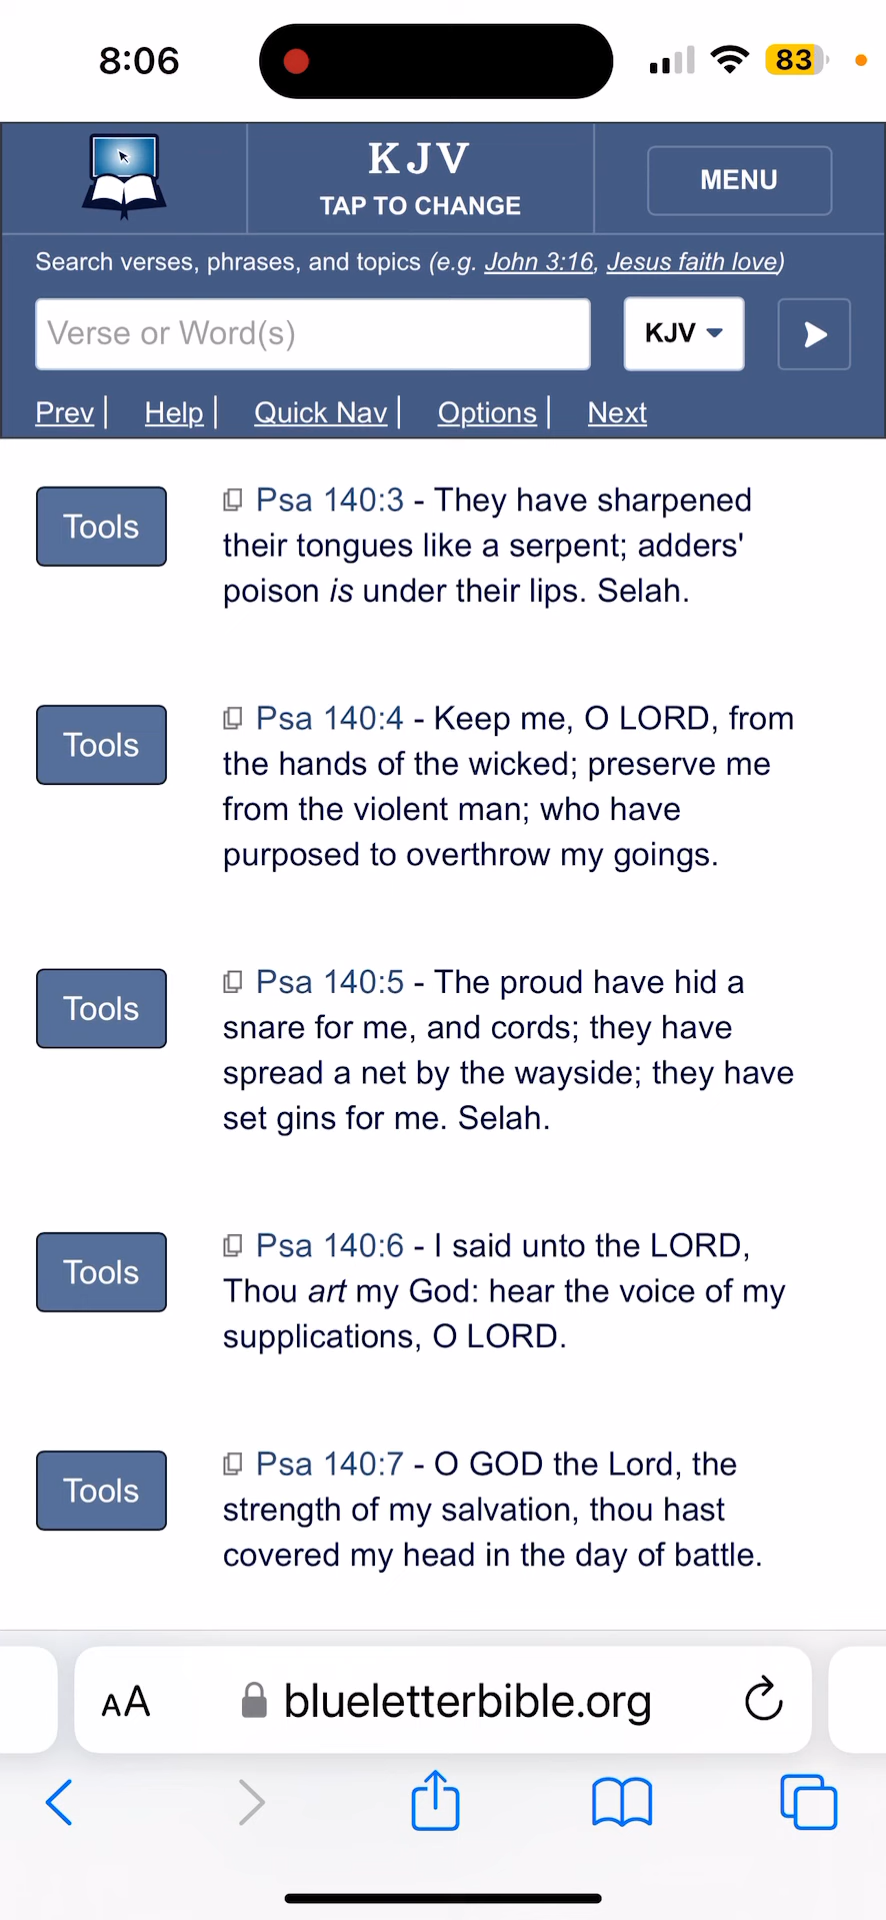 8:06
83
KJV
TAP TO CHANGE
MENU
Search verses, phrases, and topics (e.g. John 3:16, Jesus faith love)
Verse or Word(s)
KJV
Prev | Help | Quick Nav | Options | Next
Tools
Psa 140:3 - They have sharpened
their tongues like a serpent; adders'
poison is under their lips. Selah.
Tools
Psa 140:4 - Keep me, O LORD, from
the hands of the wicked; preserve me
from the violent man; who have
purposed to overthrow my goings.
Tools
Psa 140:5 - The proud have hid a
snare for me, and cords; they have
spread a net by the wayside; they have
set gins for me. Selah.
Tools
Psa 140:6 - I said unto the LORD,
Thou art my God: hear the voice of my
supplications, O LORD.
Tools
Psa 140:7 - O GOD the Lord, the
strength of my salvation, thou hast
covered my head in the day of battle.
AA
blueletterbible.org